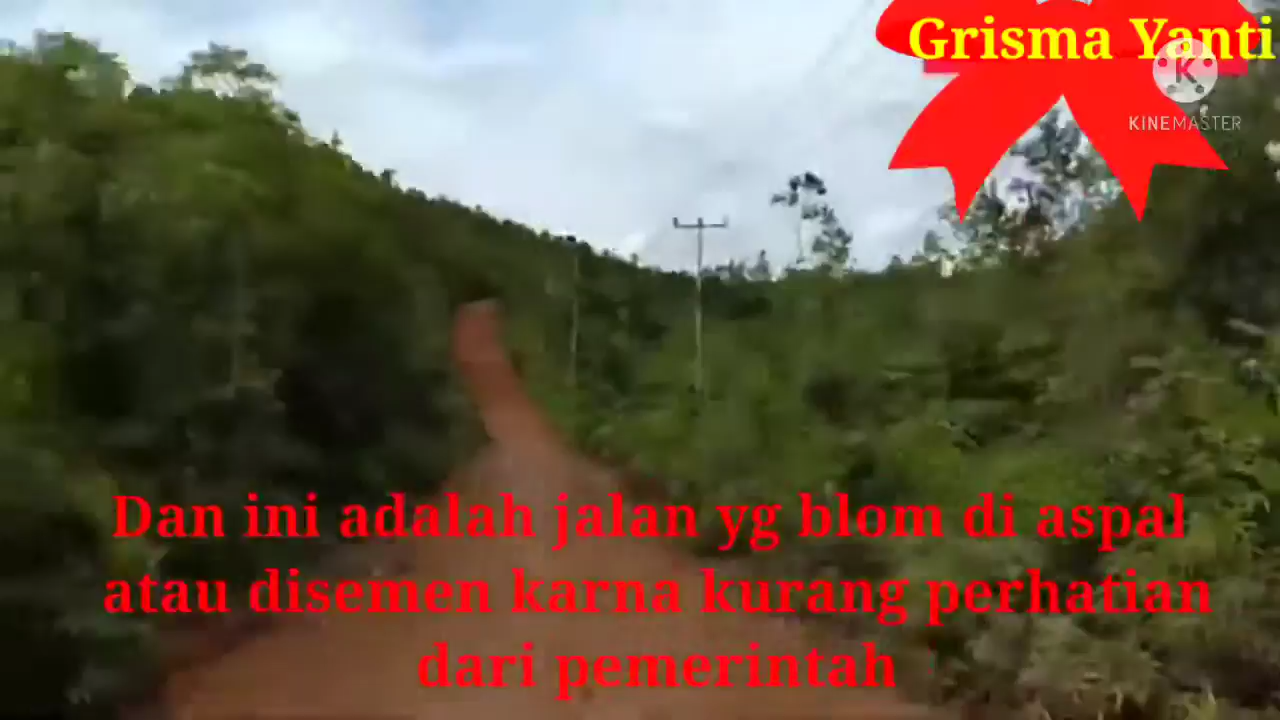 Grisma Yanti
K
KINEMASTER
Dan ini adalah jalan yg blom di aspal
atau disemen karna kurang perhatian
dari pemerintah